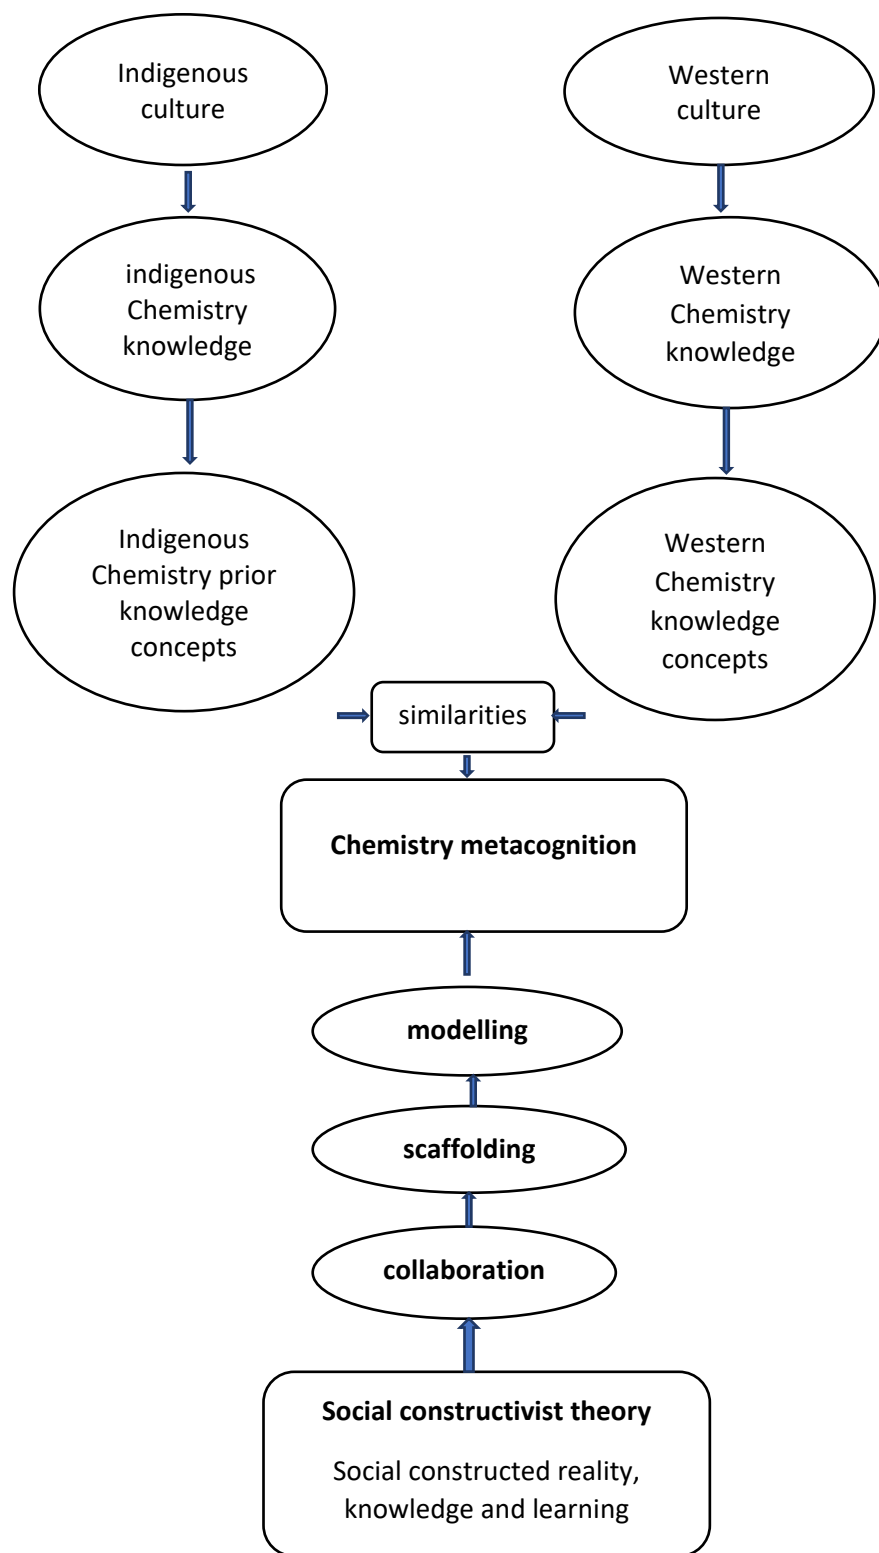 Indigenous
culture
Western
culture
indigenous
Chemistry
knowledge
Western
Chemistry
knowledge
Indigenous
Chemistry prior
knowledge
concepts
Western
Chemistry
knowledge
concepts
similarities
Chemistry metacognition
modelling
scaffolding
collaboration
Social constructivist theory
Social constructed reality,
knowledge and learning